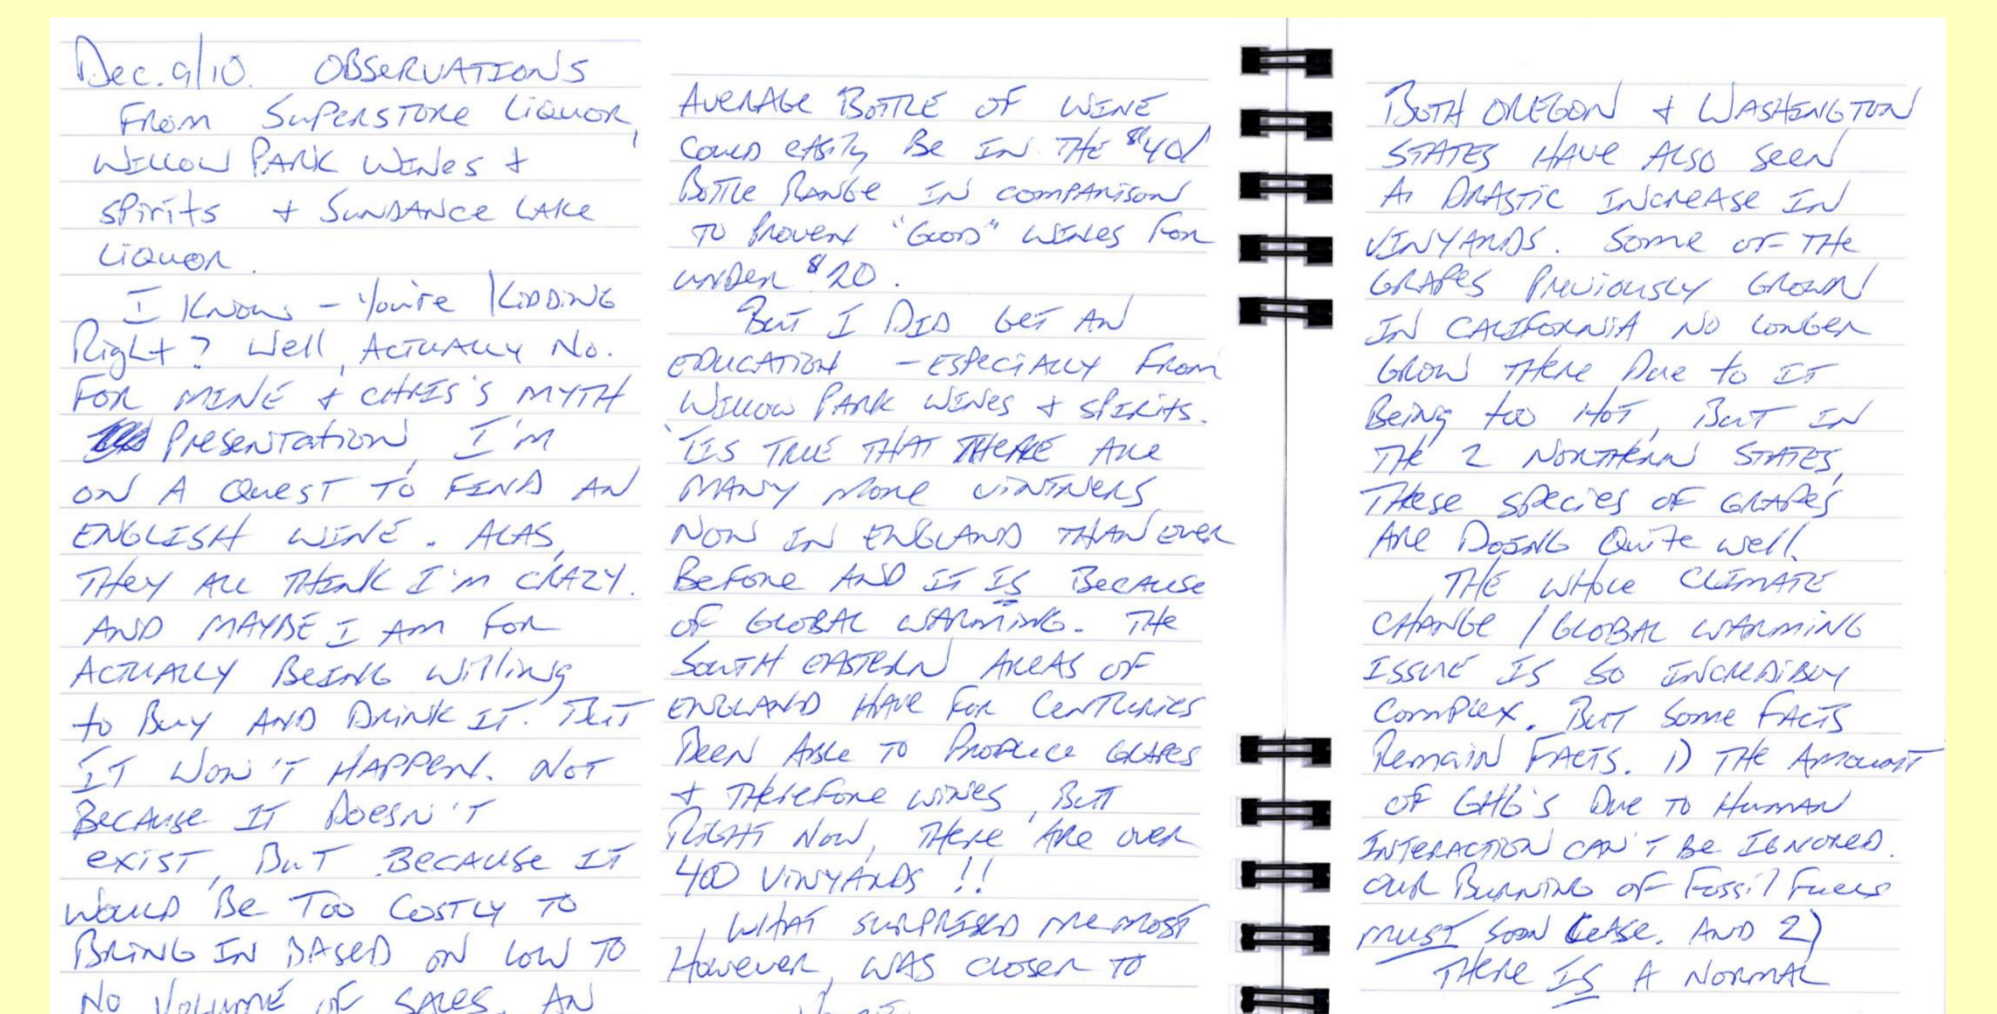 Dec. 9/10. OBSERVATIONS
FROM SUPERSTORE LIQUOR,
WILLOW PARK WINES +
SPIRITS + SUNDANCE LAKE
LIQUOR.
I KNOW - YOU'RE KIDDING
Right? Well, ACTUALLY NO.
FOR MINE + CHRIS'S MYTH
PRESENTATION, I'M
ON A QUEST TO FIND AN
ENGLISH WINE. ALAS,
THEY ALL THINK I'M CRAZY.
AND MAYBE I AM FOR
ACTUALLY BEING WILLING
to Buy AND DRINK IT. BUT
IT WON'T HAPPEN. NOT
BECAUSE IT DOESN'T
EXIST, BUT BECAUSE IT
WOULD BE TOO COSTLY TO
BRING IN BASED ON LOW TO
NO VOLUME OF SALES. AN
AVERAGE BOTTLE OF WINE
COULD EASILY BE IN THE $40/
BOTTLE RANGE IN COMPARISON
TO PROVEN "GOOD" WINES FOR
UNDER $20.
BUT I DID GET AN
EDUCATION - ESPECIALLY FROM
WILLOW PARK WINES + SPIRITS.
'TIS TRUE THAT THERE ARE
MANY MORE VINTNERS
NOW IN ENGLAND THAN EVER
BEFORE AND IT IS BECAUSE
OF GLOBAL WARMING. THE
SOUTH EASTERN AREAS OF
ENGLAND HAVE FOR CENTURIES
BEEN ABLE TO PRODUCE GRAPES
+ THEREFORE WINES, BUT
RIGHT NOW, THERE ARE OVER
400 VINYARDS !!
WHAT SURPRISED ME MOST
HOWEVER, WAS CLOSER TO
BOTH OREGON + WASHINGTON
STATES HAVE ALSO SEEN
A DRASTIC INCREASE IN
VINYARDS. SOME OF THE
GRAPES PREVIOUSLY GROWN
IN CALIFORNIA NO LONGER
GROW THERE DUE TO IT
BEING TOO HOT, BUT IN
THE 2 NORTHERN STATES,
THESE SPECIES OF GRAPES
ARE DOING QUITE WELL.
THE WHOLE CLIMATE
CHANGE / GLOBAL WARMING
ISSUE IS SO INCREDIBLY
COMPLEX. BUT SOME FACTS
REMAIN FACTS. 1) THE AMOUNT
OF GHG'S DUE TO HUMAN
INTERACTION CAN'T BE IGNORED.
OUR BURNING OF FOSSIL FUELS
MUST SOON CEASE. AND 2)
THERE IS A NORMAL